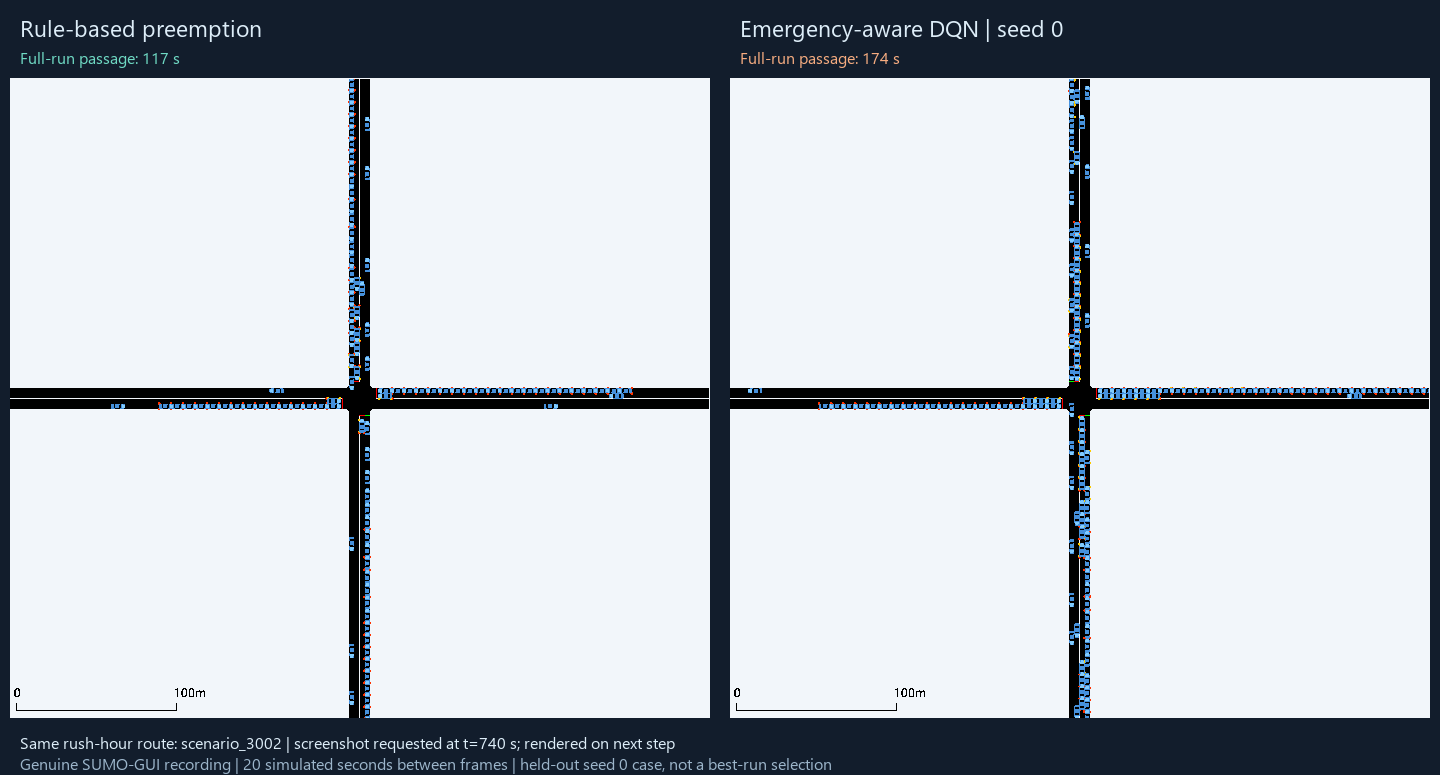 Rule-based preemption
Full-run passage: 117 s
Emergency-aware DQN | seed 0
Full-run passage: 174 s
0 100m
0 100m
Same rush-hour route: scenario_3002 | screenshot requested at t=740 s; rendered on next step
Genuine SUMO-GUI recording | 20 simulated seconds between frames | held-out seed 0 case, not a best-run selection